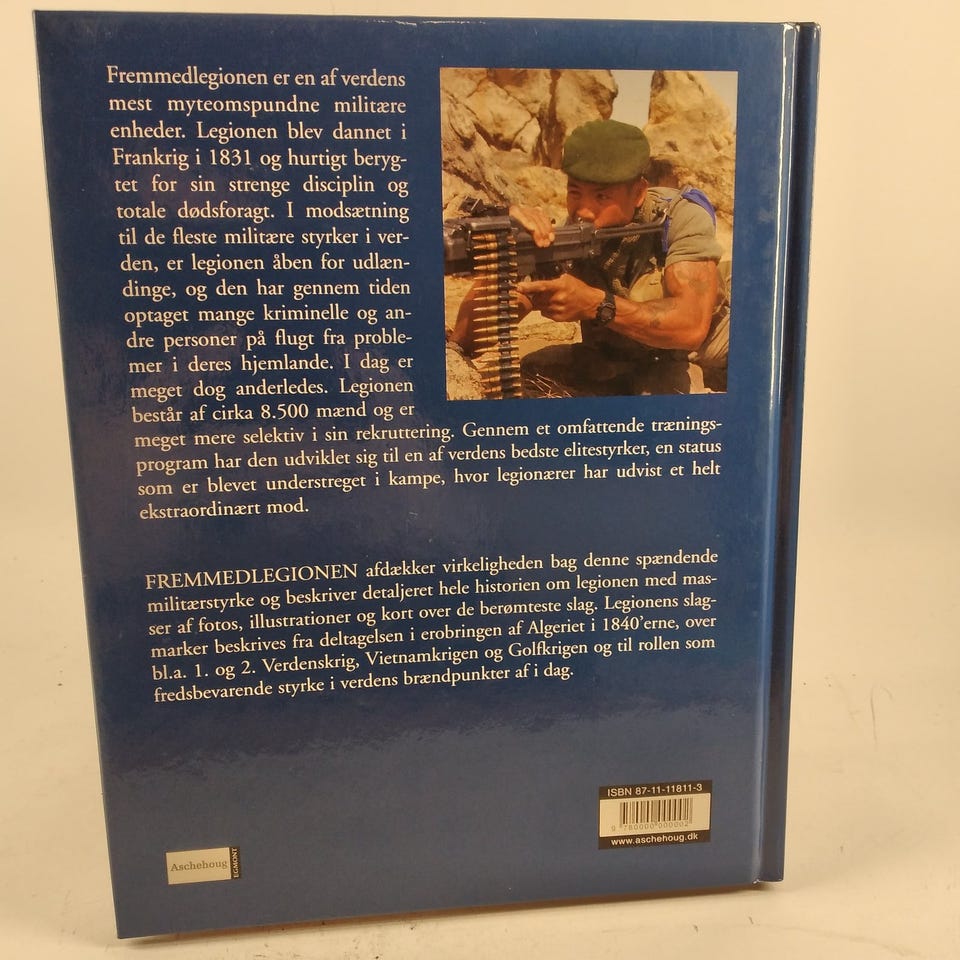 Fremmedlegionen er en af verdens
mest myteomspundne militære
enheder. Legionen blev dannet i
Frankrig i 1831 og hurtigt beryg-
tet for sin strenge disciplin og
totale dødsforagt. I modsætning
til de fleste militære styrker i ver-
den, er legionen åben for udlæn-
dinge, og den har gennem tiden
optaget mange kriminelle og an-
dre personer på flugt fra proble-
mer i deres hjemlande. I dag er
meget dog anderledes. Legionen
består af cirka 8.500 mænd og er
meget mere selektiv i sin rekruttering. Gennem et omfattende trænings-
program har den udviklet sig til en af verdens bedste elitestyrker, en status
som er blevet understreget i kampe, hvor legionærer har udvist et helt
ekstraordinært mod.
FREMMEDLEGIONEN afdækker virkeligheden bag denne spændende
militærstyrke og beskriver detaljeret hele historien om legionen med mas-
ser af fotos, illustrationer og kort over de berømteste slag. Legionens slag-
marker beskrives fra deltagelsen i erobringen af Algeriet i 1840'erne, over
bl.a. 1. og 2. Verdenskrig, Vietnamkrigen og Golfkrigen og til rollen som
fredsbevarende styrke i verdens brændpunkter af i dag.
ISBN 87-11-11811-3
9 780000 000002
www.aschehoug.dk
Aschehoug
EGMONT